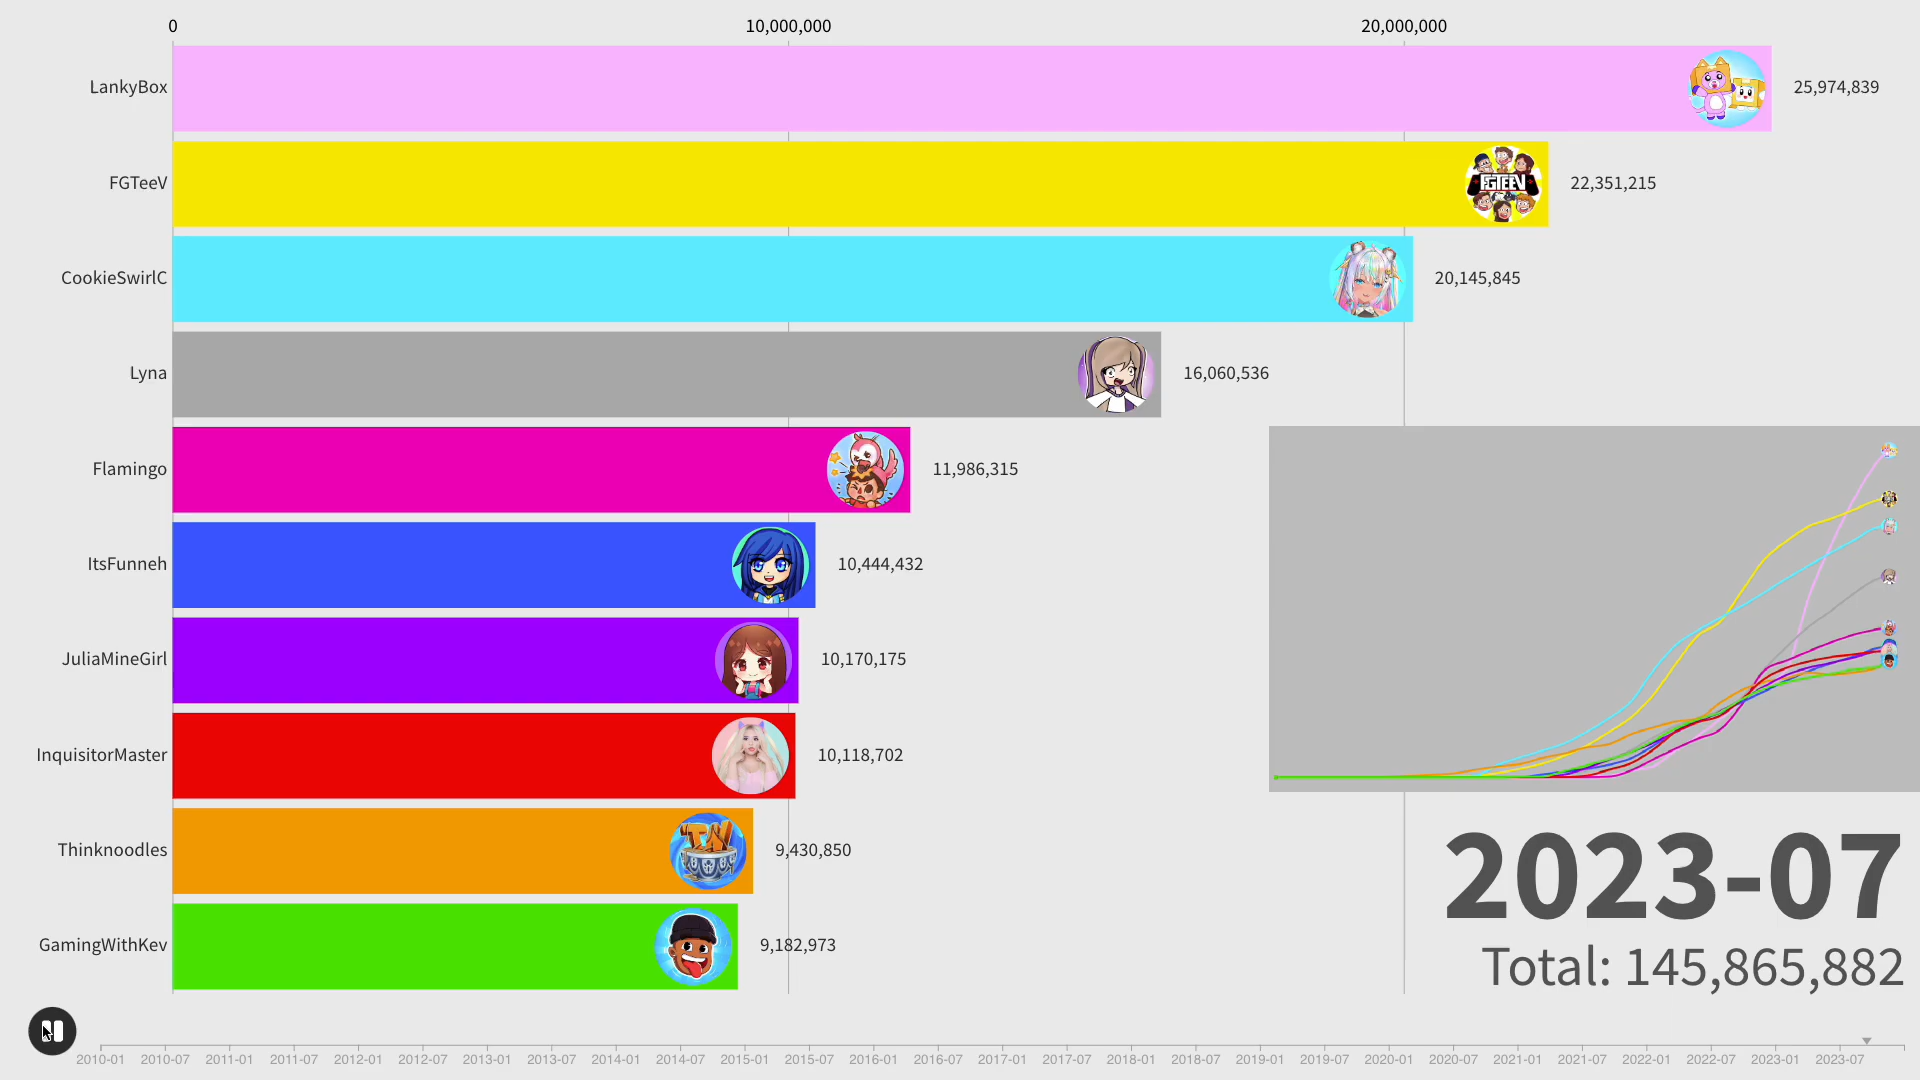 0 10,000,000 20,000,000
LankyBox 25,974,839
FGTeeV FGTEEV 22,351,215
CookieSwirlC 20,145,845
Lyna 16,060,536
Flamingo 11,986,315
ItsFunneh 10,444,432
JuliaMineGirl 10,170,175
InquisitorMaster 10,118,702
Thinknoodles TN 9,430,850
GamingWithKev 9,182,973
2023-07
Total: 145,865,882
2010-01 2010-07 2011-01 2011-07 2012-01 2012-07 2013-01 2013-07 2014-01 2014-07 2015-01 2015-07 2016-01 2016-07 2017-01 2017-07 2018-01 2018-07 2019-01 2019-07 2020-01 2020-07 2021-01 2021-07 2022-01 2022-07 2023-01 2023-07